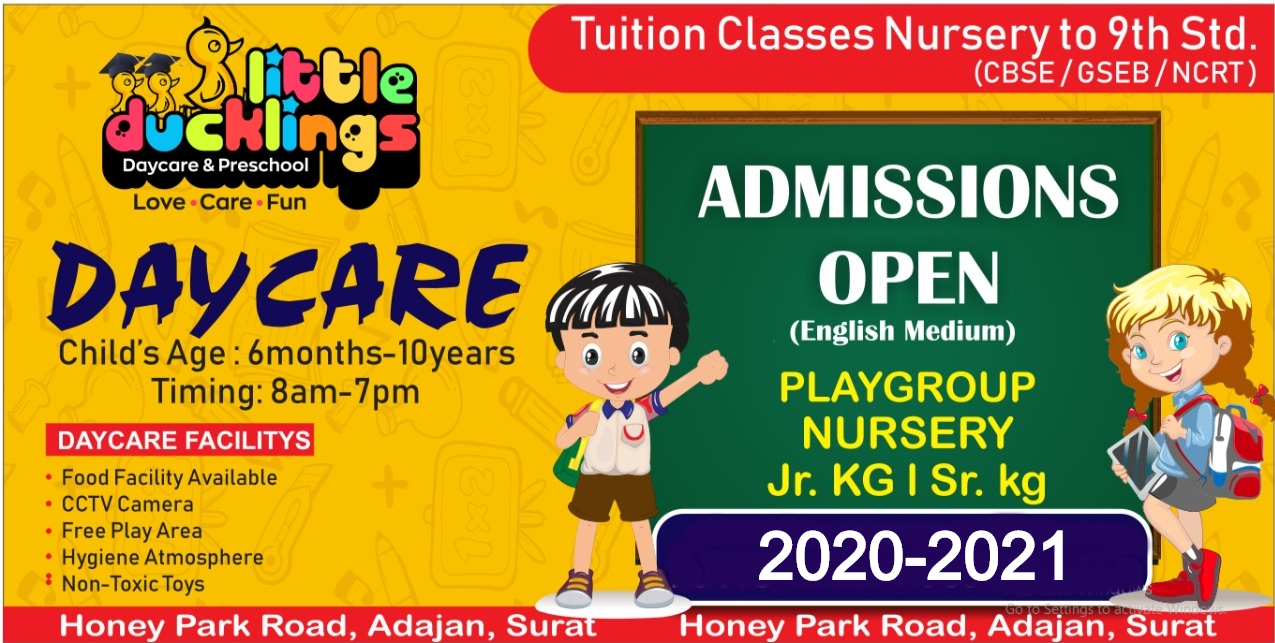 little
ducklings
Daycare & Preschool
Love • Care • Fun
DAYCARE
Child's Age : 6months-10years
Timing: 8am-7pm
DAYCARE FACILITYS
• Food Facility Available
• CCTV Camera
• Free Play Area
• Hygiene Atmosphere
• Non-Toxic Toys
Tuition Classes Nursery to 9th Std.
(CBSE / GSEB / NCRT)
ADMISSIONS
OPEN
(English Medium)
PLAYGROUP
NURSERY
Jr. KG I Sr. kg
2020-2021
Go to Settings to activate Windows.
Honey Park Road, Adajan, Surat
Honey Park Road, Adajan, Surat